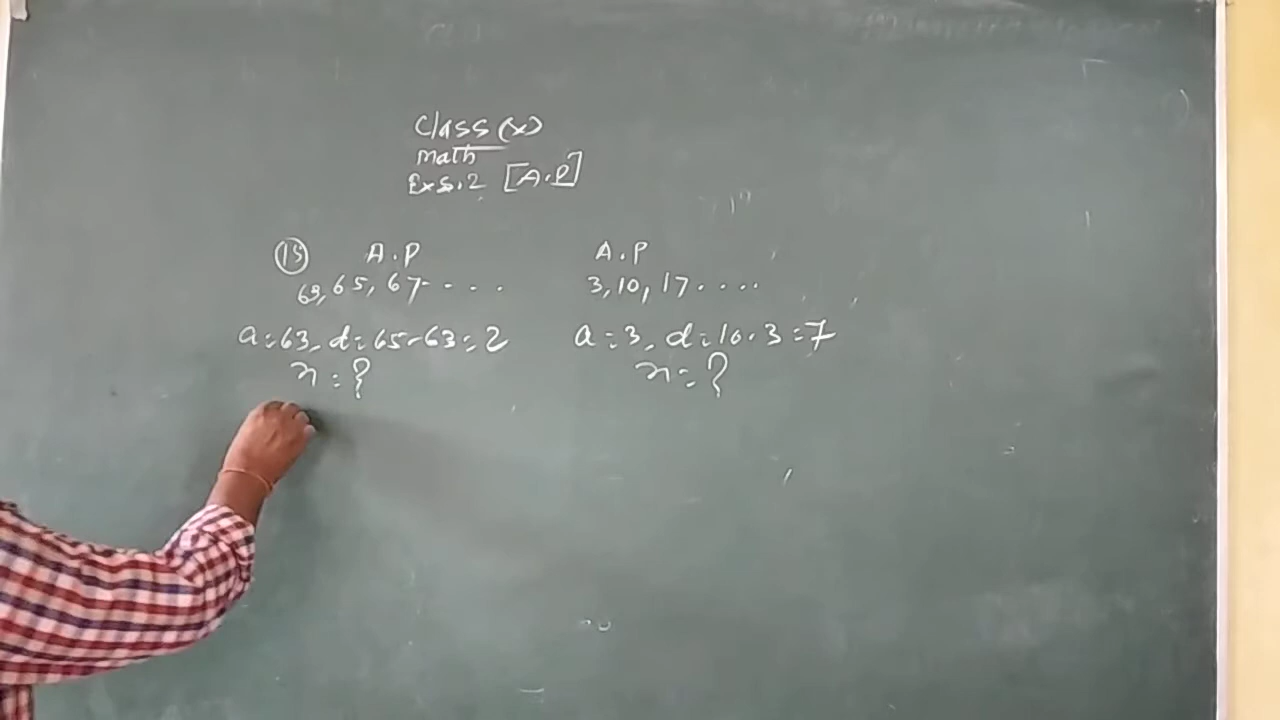 Class (X)
Math
Ex 5.2 [A.P]
15 A.P
63, 65, 67 - . . .
a = 63, d = 65 - 63 = 2
n = ?
A.P
3, 10, 17 . . . .
a = 3, d = 10 - 3 = 7
n = ?